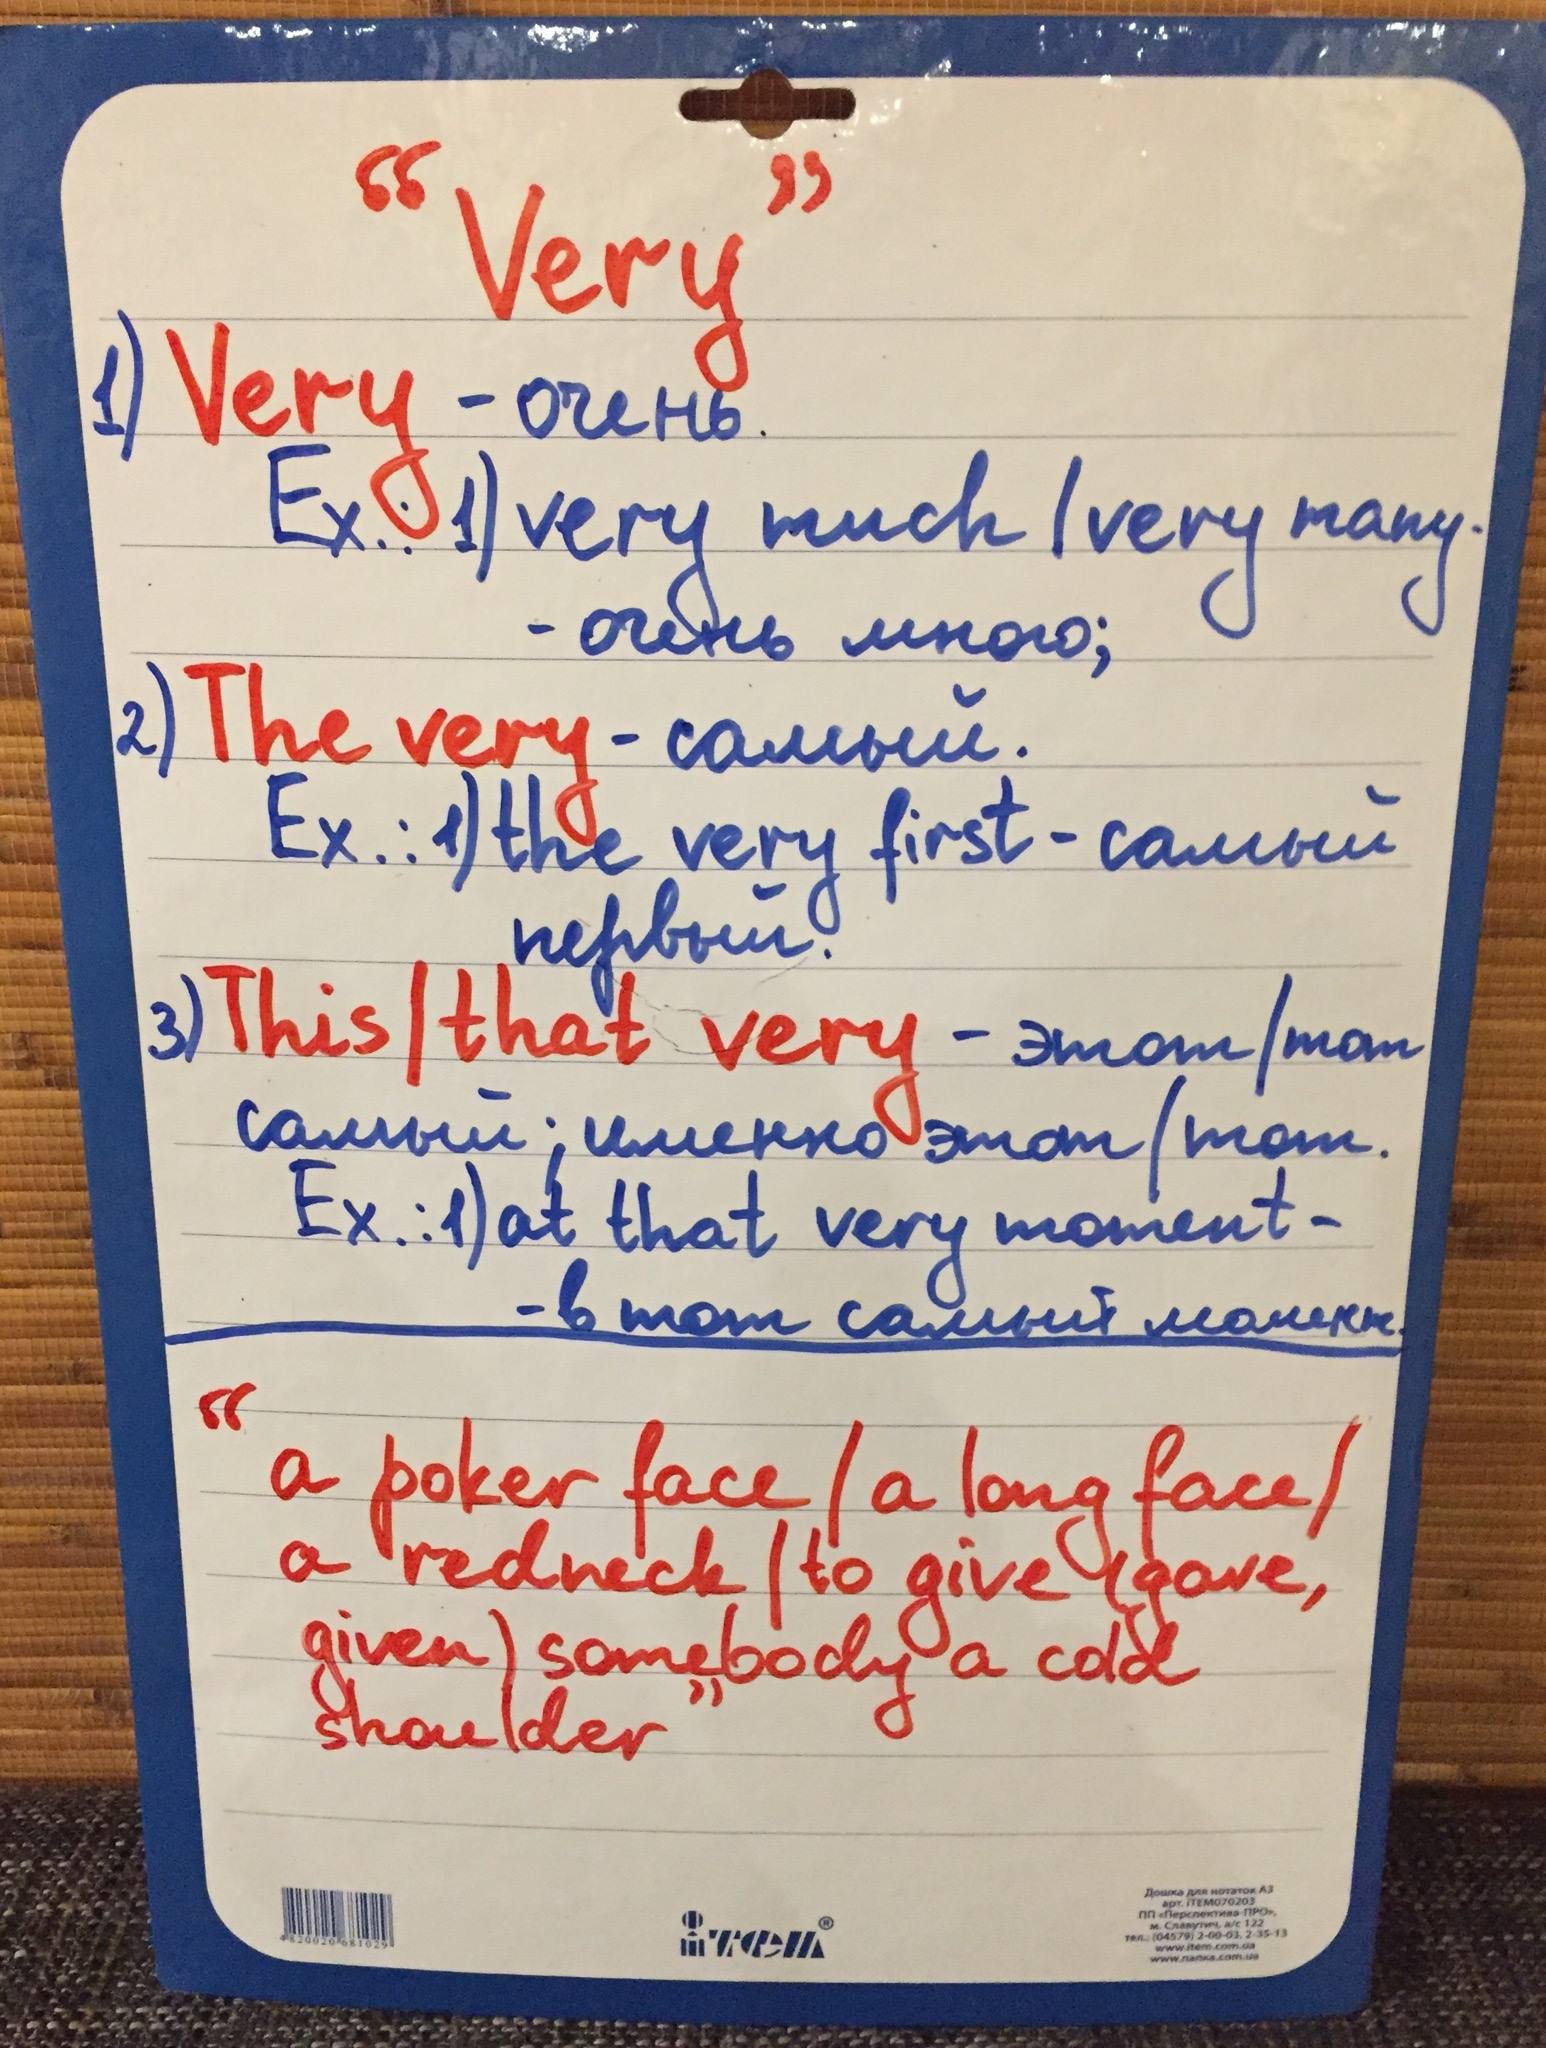 “Very”
1) Very - очень.
Ex.: 1) very much / very many -
- очень много;
2) The very - самый.
Ex.: 1) the very first - самый
первый.
3) This/that very - этот/тот
самый; именно этот/тот.
Ex.: 1) at that very moment -
- в тот самый момент.
“a poker face / a long face /
a redneck / to give (gave,
given) somebody a cold
shoulder”
4820020681029
ітем®
Дошка для нотаток А3
арт. iTEM070203
ПП «Перспектива-ПРО»,
м. Славутич, а/с 122
тел.: (04579) 2-00-03, 2-35-13
www.item.com.ua
www.папка.com.ua